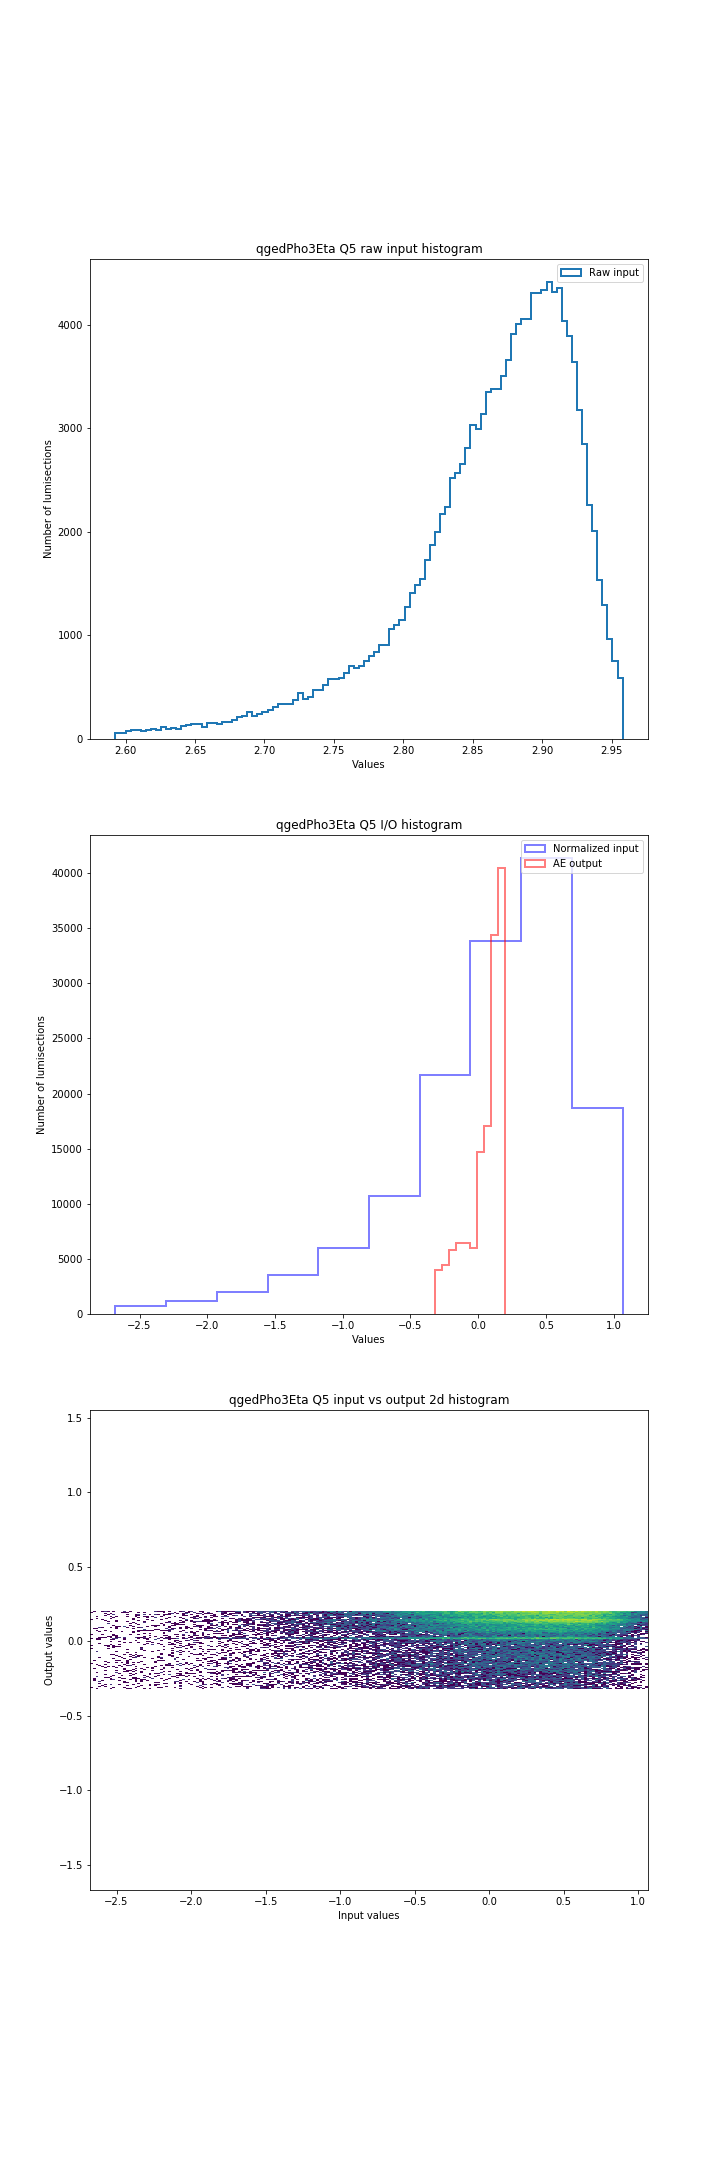 qgedPho3Eta Q5 raw input histogram
Raw input
4000
3000
2000
1000
0
Number of lumisections
2.60 2.65 2.70 2.75 2.80 2.85 2.90 2.95
Values
qgedPho3Eta Q5 I/O histogram
Normalized input
AE output
40000
35000
30000
25000
20000
15000
10000
5000
0
Number of lumisections
−2.5 −2.0 −1.5 −1.0 −0.5 0.0 0.5 1.0
Values
qgedPho3Eta Q5 input vs output 2d histogram
1.5
1.0
0.5
0.0
−0.5
−1.0
−1.5
Output values
−2.5 −2.0 −1.5 −1.0 −0.5 0.0 0.5 1.0
Input values